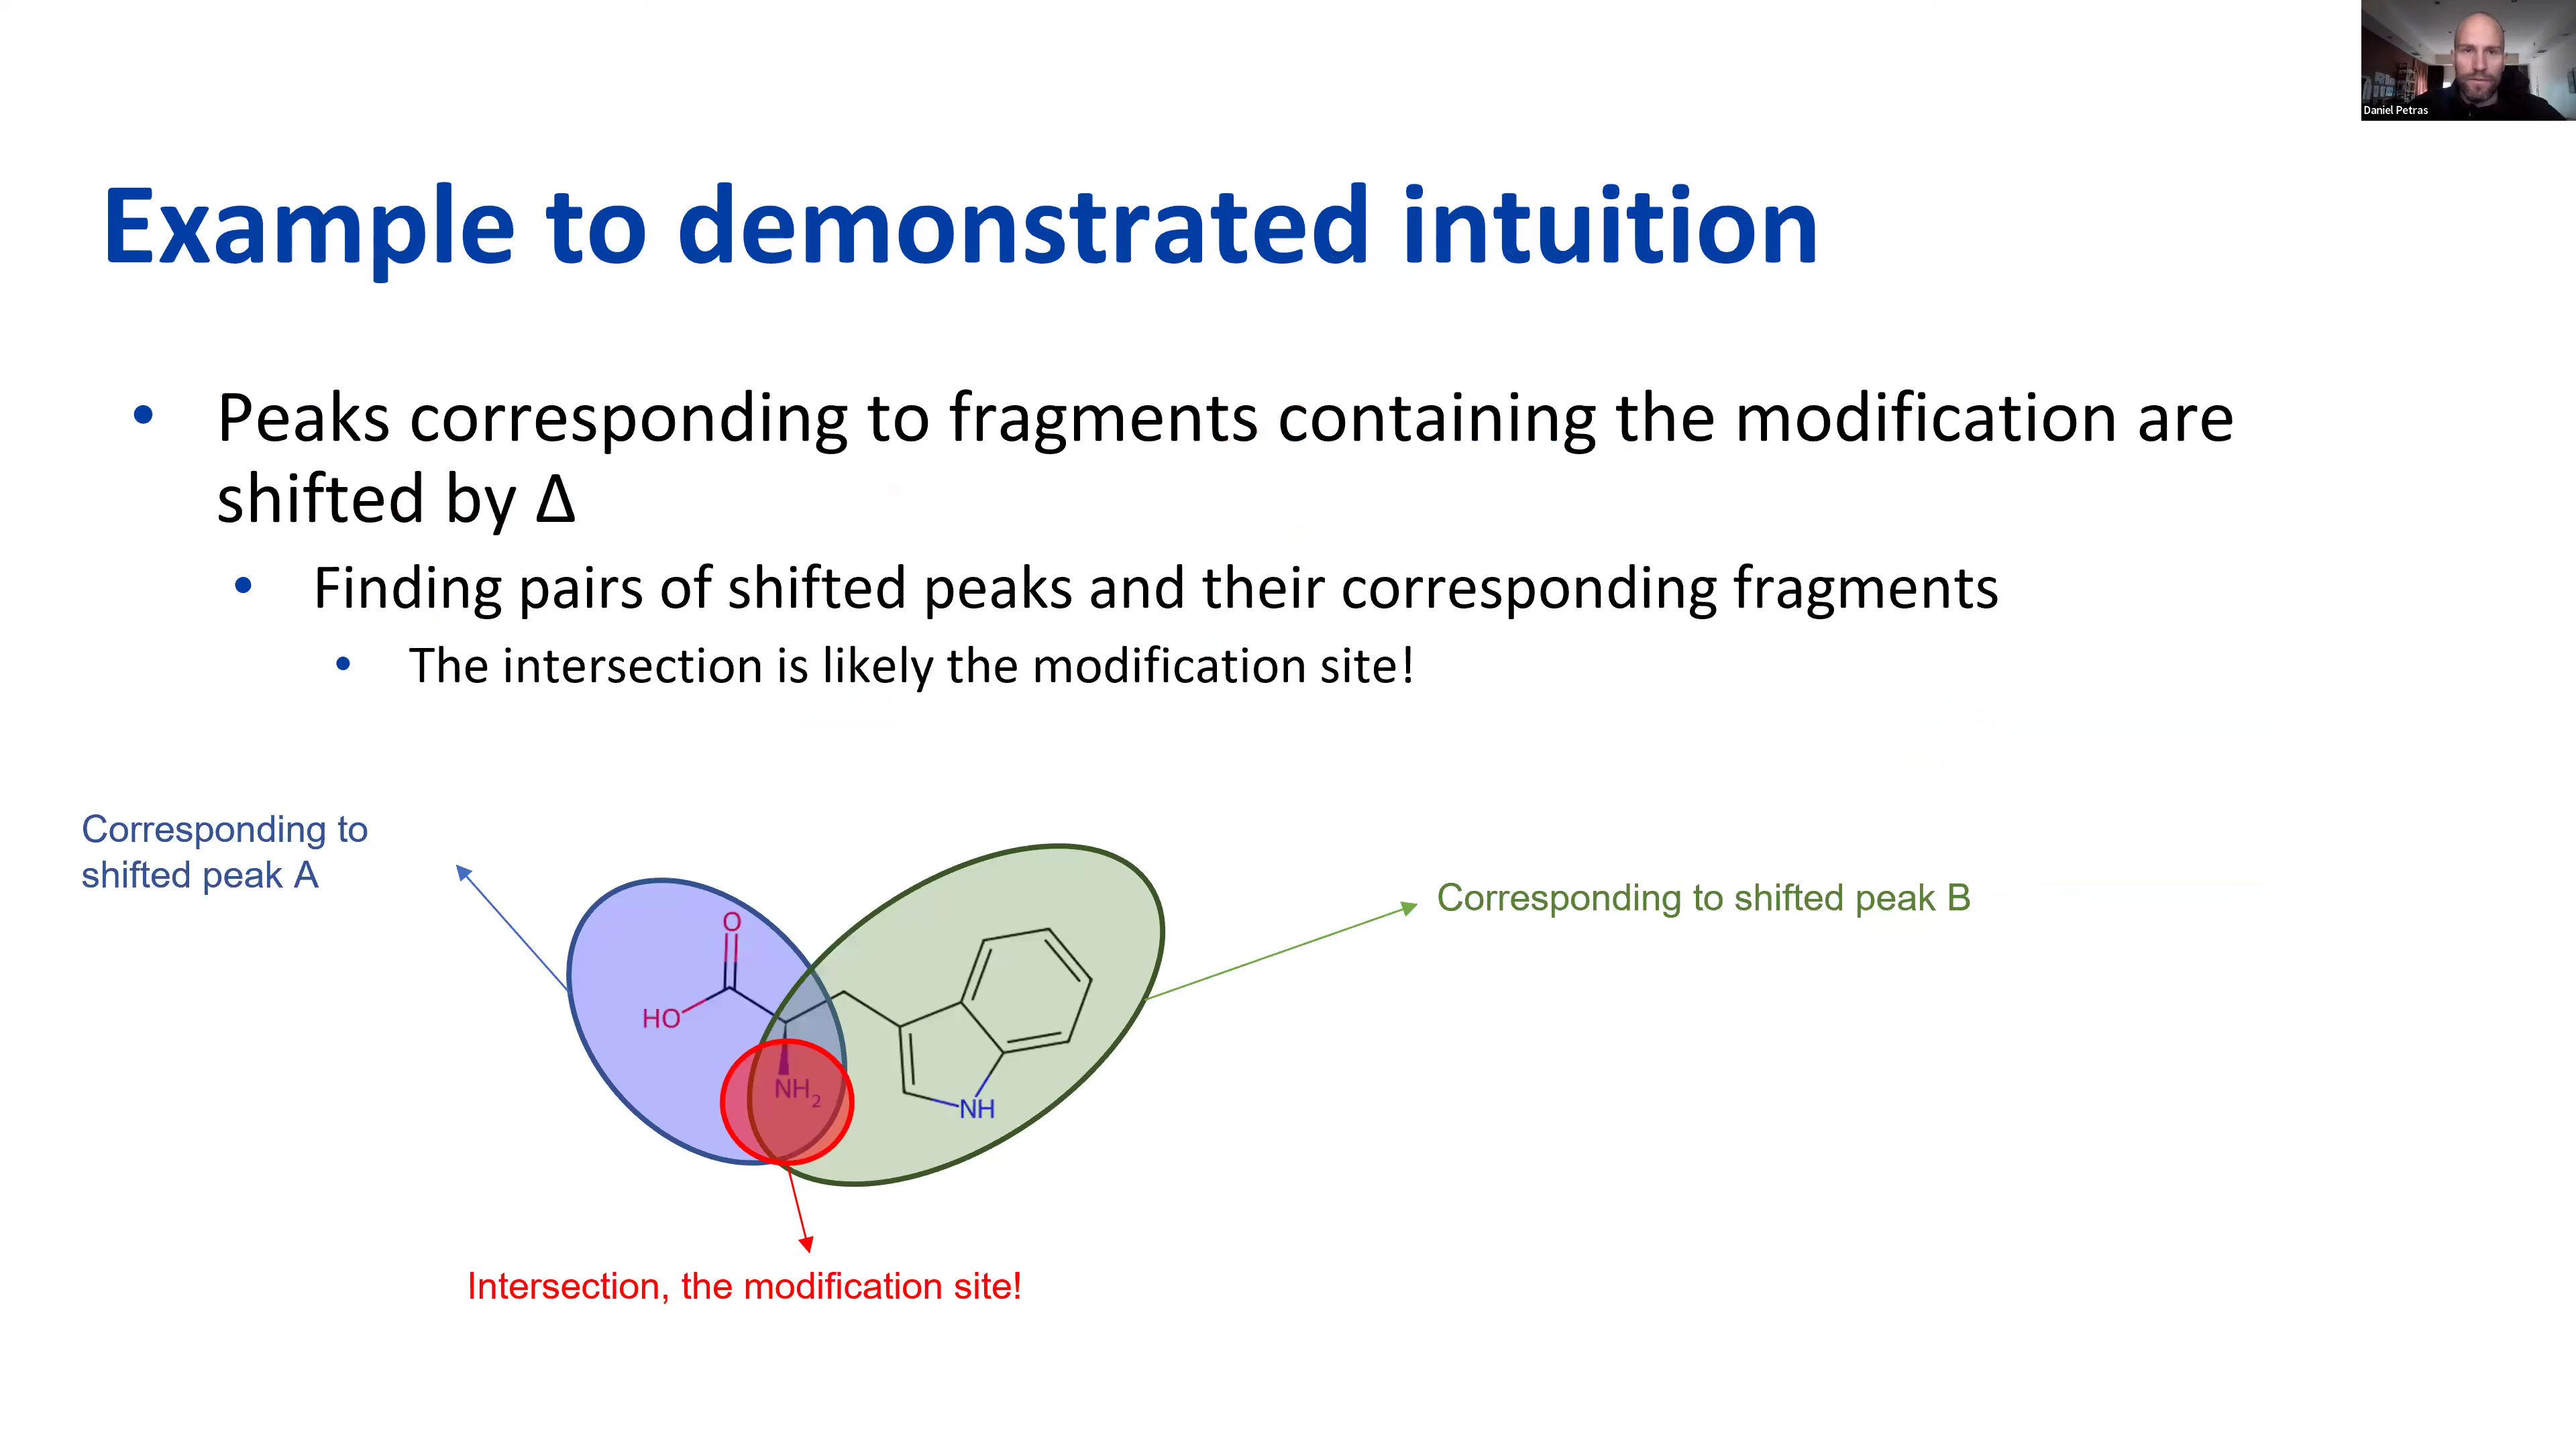 Daniel Petras
Example to demonstrated intuition
• Peaks corresponding to fragments containing the modification are
shifted by Δ
• Finding pairs of shifted peaks and their corresponding fragments
• The intersection is likely the modification site!
Corresponding to
shifted peak A
Corresponding to shifted peak B
O
HO
NH2
NH
Intersection, the modification site!